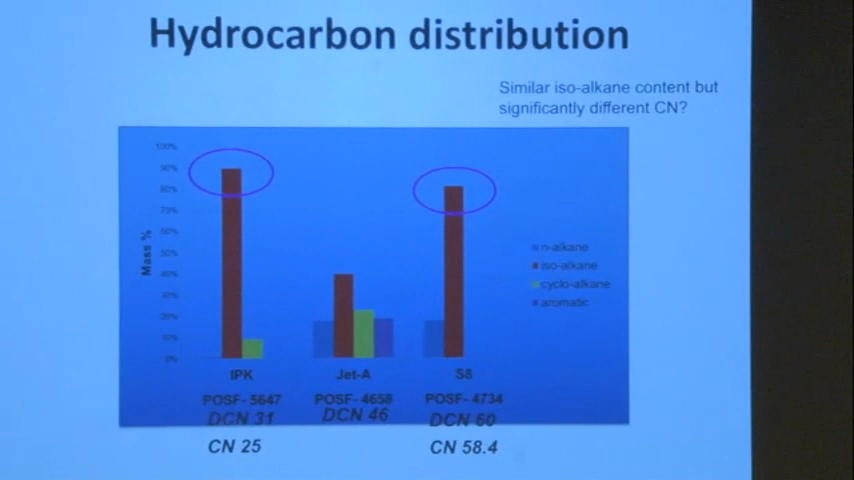 Hydrocarbon distribution
Similar iso-alkane content but
significantly different CN?
100%
90%
80%
70%
60%
50%
40%
30%
20%
10%
0%
Mass %
n-alkane
iso-alkane
cyclo-alkane
aromatic
IPK
Jet-A
S8
POSF- 5647
POSF- 4658
POSF- 4734
DCN 31
DCN 46
DCN 60
CN 25
CN 58.4